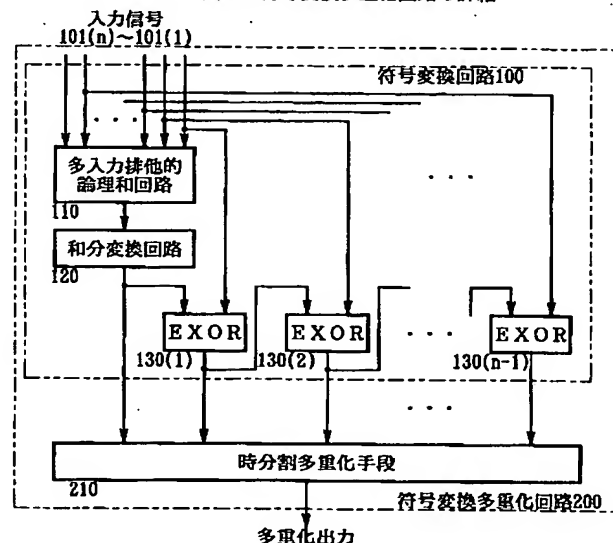 入力信号
101(n)～101(1)
符号変換回路100
・・・
多入力排他的
論理和回路
110
・・・
和分変換回路
120
EXOR
EXOR
・・・
EXOR
130(1)
130(2)
130(n-1)
・・・
時分割多重化手段
210
符号変換多重化回路200
多重化出力